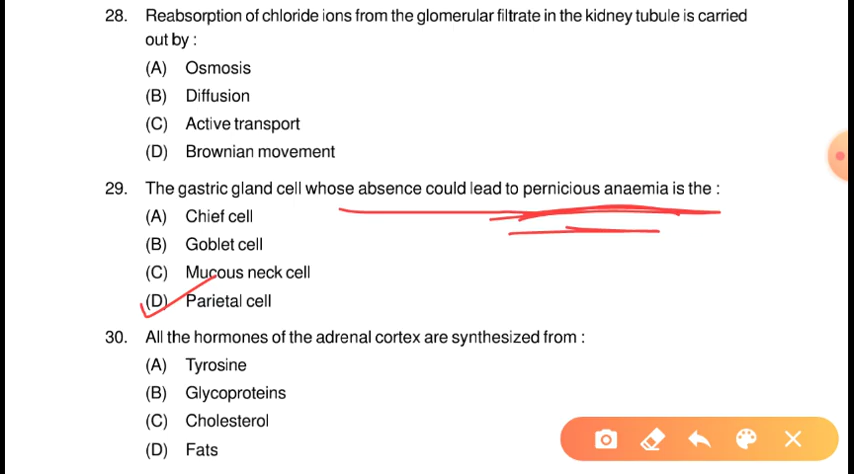 28. Reabsorption of chloride ions from the glomerular filtrate in the kidney tubule is carried
out by :
(A) Osmosis
(B) Diffusion
(C) Active transport
(D) Brownian movement
29. The gastric gland cell whose absence could lead to pernicious anaemia is the :
(A) Chief cell
(B) Goblet cell
(C) Mucous neck cell
(D) Parietal cell
30. All the hormones of the adrenal cortex are synthesized from :
(A) Tyrosine
(B) Glycoproteins
(C) Cholesterol
(D) Fats